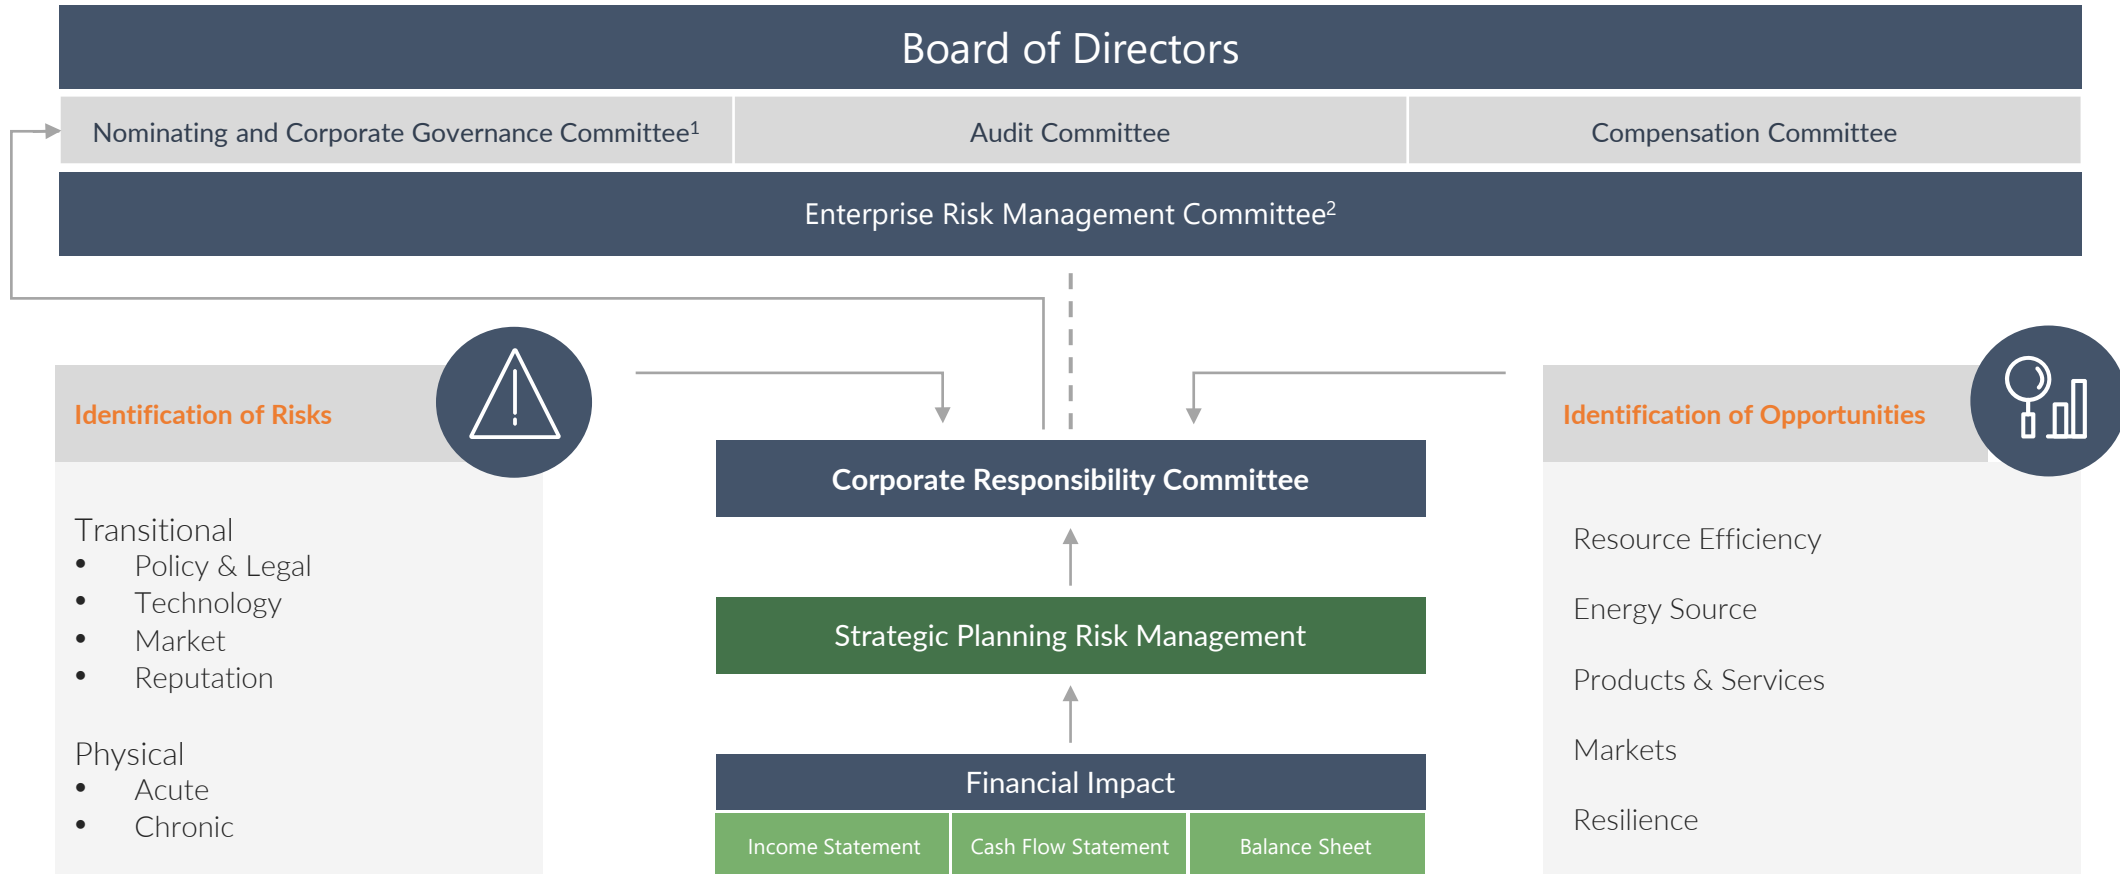 Board of Directors
Nominating and Corporate Governance Committee¹
Audit Committee
Compensation Committee
Enterprise Risk Management Committee²
Identification of Risks
Transitional
• Policy & Legal
• Technology
• Market
• Reputation
Physical
• Acute
• Chronic
Corporate Responsibility Committee
Strategic Planning Risk Management
Financial Impact
Income Statement
Cash Flow Statement
Balance Sheet
Identification of Opportunities
Resource Efficiency
Energy Source
Products & Services
Markets
Resilience